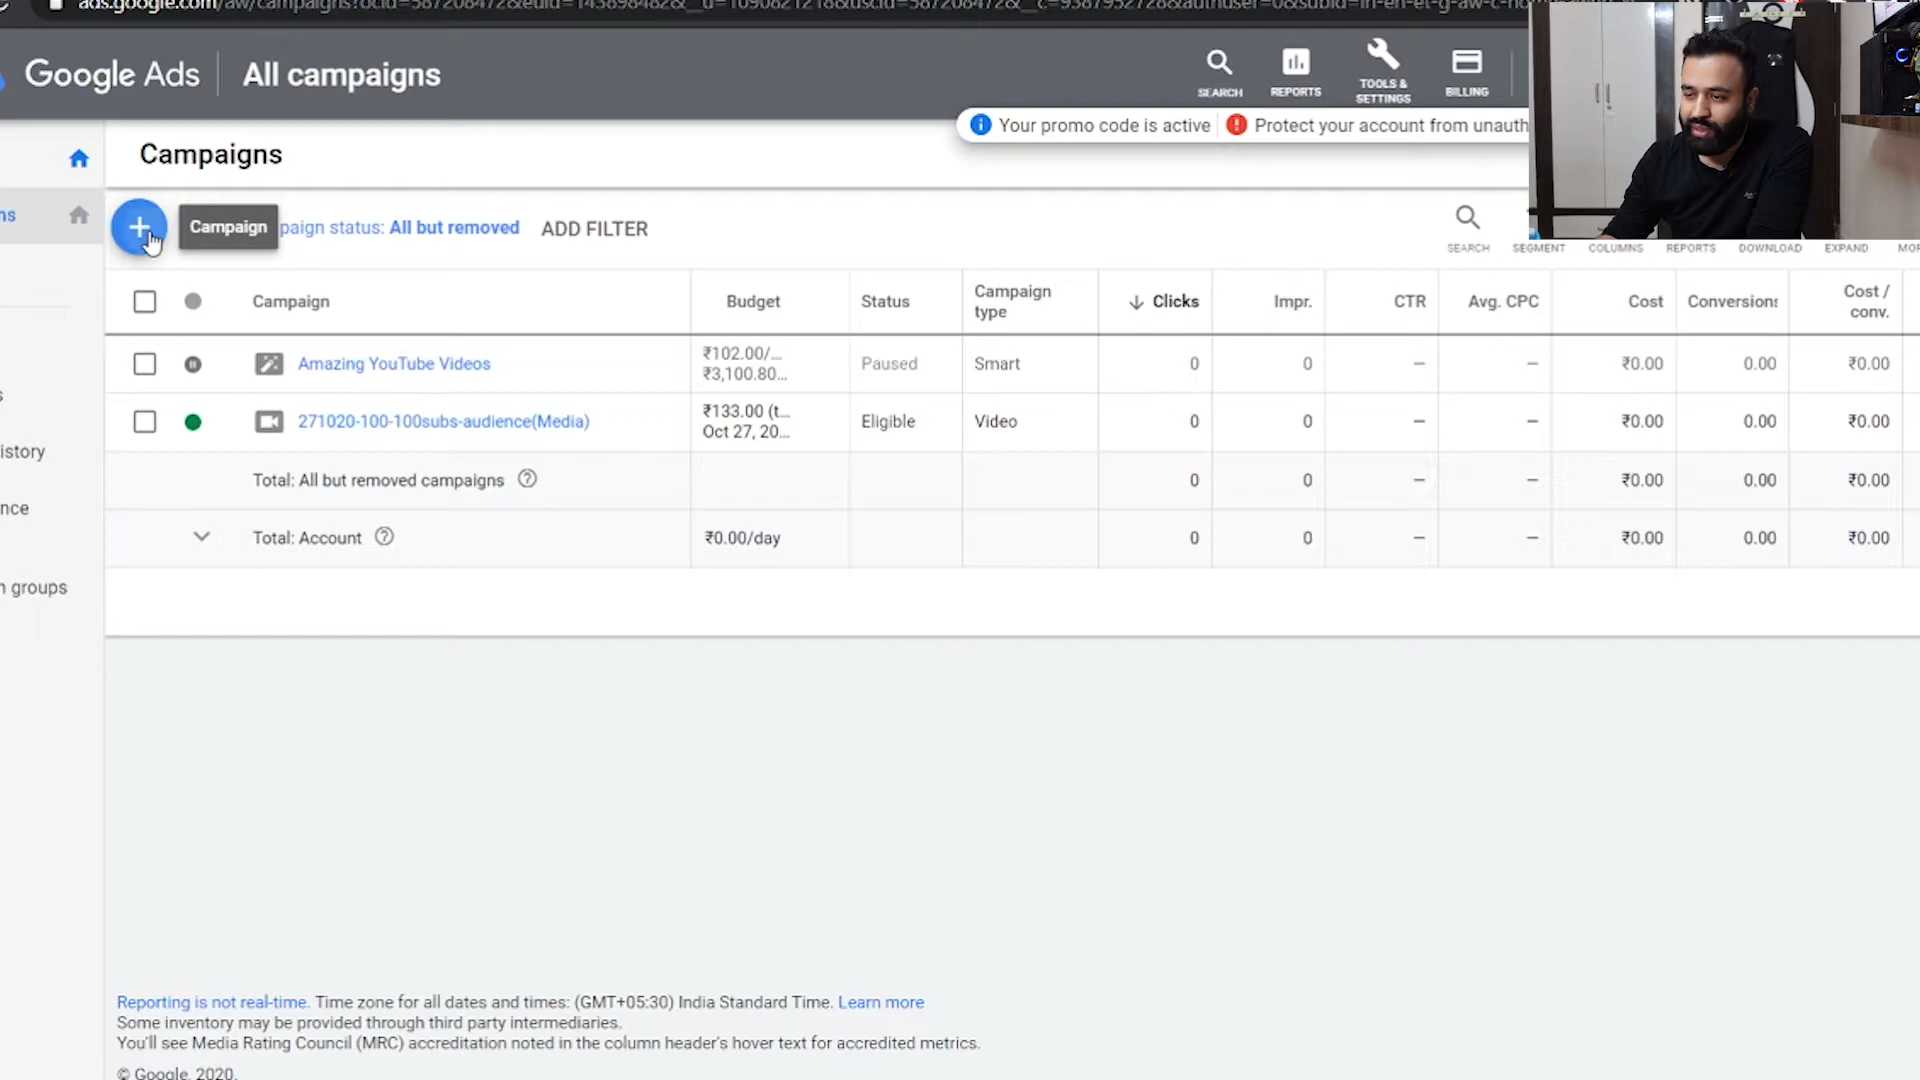 Google Ads
All campaigns
SEARCH
REPORTS
TOOLS & SETTINGS
BILLING
Campaigns
Your promo code is active
Protect your account from unauth
ns
Campaign
paign status: All but removed
ADD FILTER
SEARCH
SEGMENT
COLUMNS
REPORTS
DOWNLOAD
EXPAND
MOR
Campaign
Budget
Status
Campaign type
Clicks
Impr.
CTR
Avg. CPC
Cost
Conversions
Cost / conv.
Amazing YouTube Videos
₹102.00/…
₹3,100.80…
Paused
Smart
0
0
–
–
₹0.00
0.00
₹0.00
271020-100-100subs-audience(Media)
₹133.00 (t…
Oct 27, 20…
Eligible
Video
0
0
–
–
₹0.00
0.00
₹0.00
istory
Total: All but removed campaigns
0
0
–
–
₹0.00
0.00
₹0.00
nce
Total: Account
₹0.00/day
0
0
–
–
₹0.00
0.00
₹0.00
n groups
Reporting is not real-time. Time zone for all dates and times: (GMT+05:30) India Standard Time. Learn more
Some inventory may be provided through third party intermediaries.
You'll see Media Rating Council (MRC) accreditation noted in the column header's hover text for accredited metrics.
© Google, 2020.